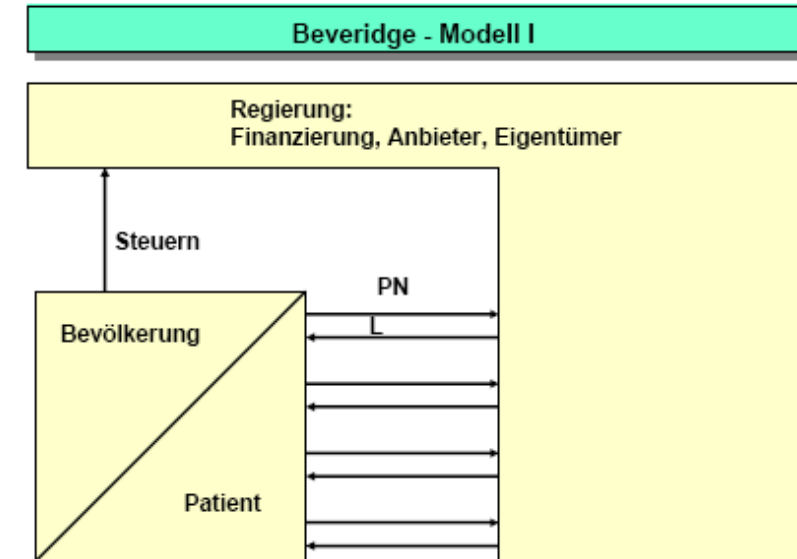 Beveridge - Modell I
Regierung:
Finanzierung, Anbieter, Eigentümer
Steuern
PN
L
Bevölkerung
Patient